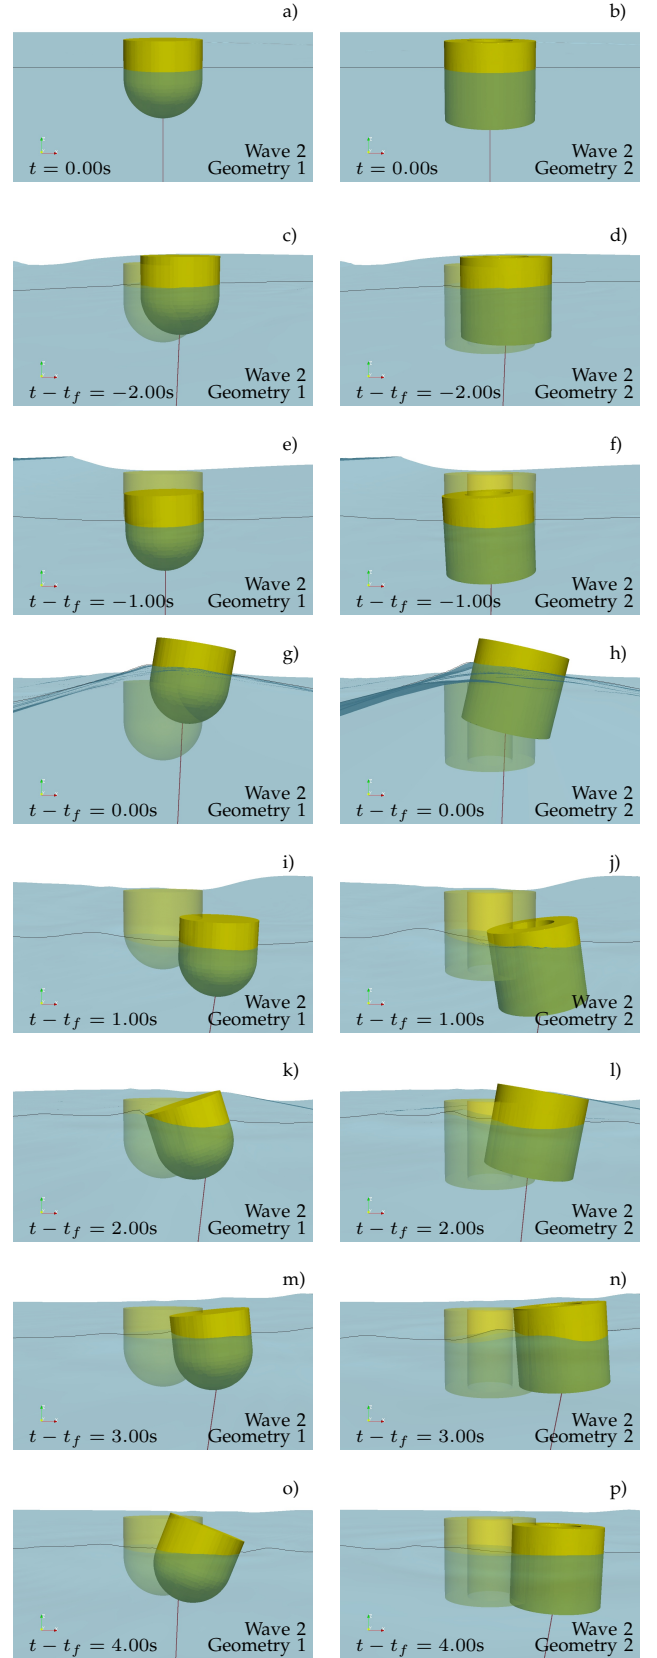 a)
Wave 2
t = 0.00s Geometry 1
b)
Wave 2
t = 0.00s Geometry 2
c)
Wave 2
t − t_f = −2.00s Geometry 1
d)
Wave 2
t − t_f = −2.00s Geometry 2
e)
Wave 2
t − t_f = −1.00s Geometry 1
f)
Wave 2
t − t_f = −1.00s Geometry 2
g)
Wave 2
t − t_f = 0.00s Geometry 1
h)
Wave 2
t − t_f = 0.00s Geometry 2
i)
Wave 2
t − t_f = 1.00s Geometry 1
j)
Wave 2
t − t_f = 1.00s Geometry 2
k)
Wave 2
t − t_f = 2.00s Geometry 1
l)
Wave 2
t − t_f = 2.00s Geometry 2
m)
Wave 2
t − t_f = 3.00s Geometry 1
n)
Wave 2
t − t_f = 3.00s Geometry 2
o)
Wave 2
t − t_f = 4.00s Geometry 1
p)
Wave 2
t − t_f = 4.00s Geometry 2